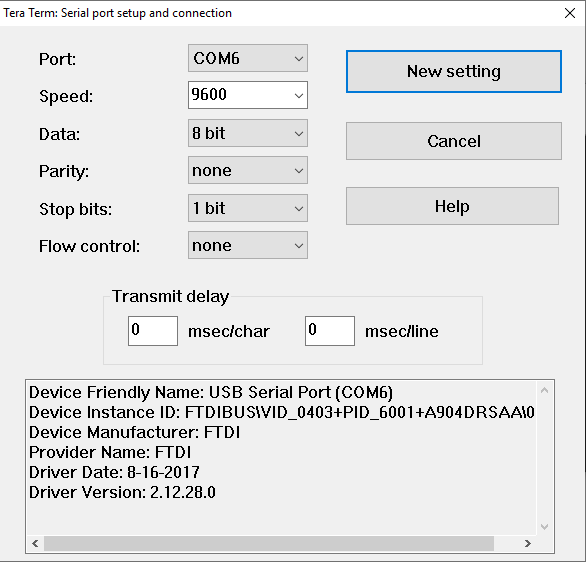 Tera Term: Serial port setup and connection
Port: COM6 New setting
Speed: 9600
Data: 8 bit Cancel
Parity: none
Stop bits: 1 bit Help
Flow control: none
Transmit delay
0 msec/char 0 msec/line
Device Friendly Name: USB Serial Port (COM6)
Device Instance ID: FTDIBUS\VID_0403+PID_6001+A904DRSAA\0
Device Manufacturer: FTDI
Provider Name: FTDI
Driver Date: 8-16-2017
Driver Version: 2.12.28.0